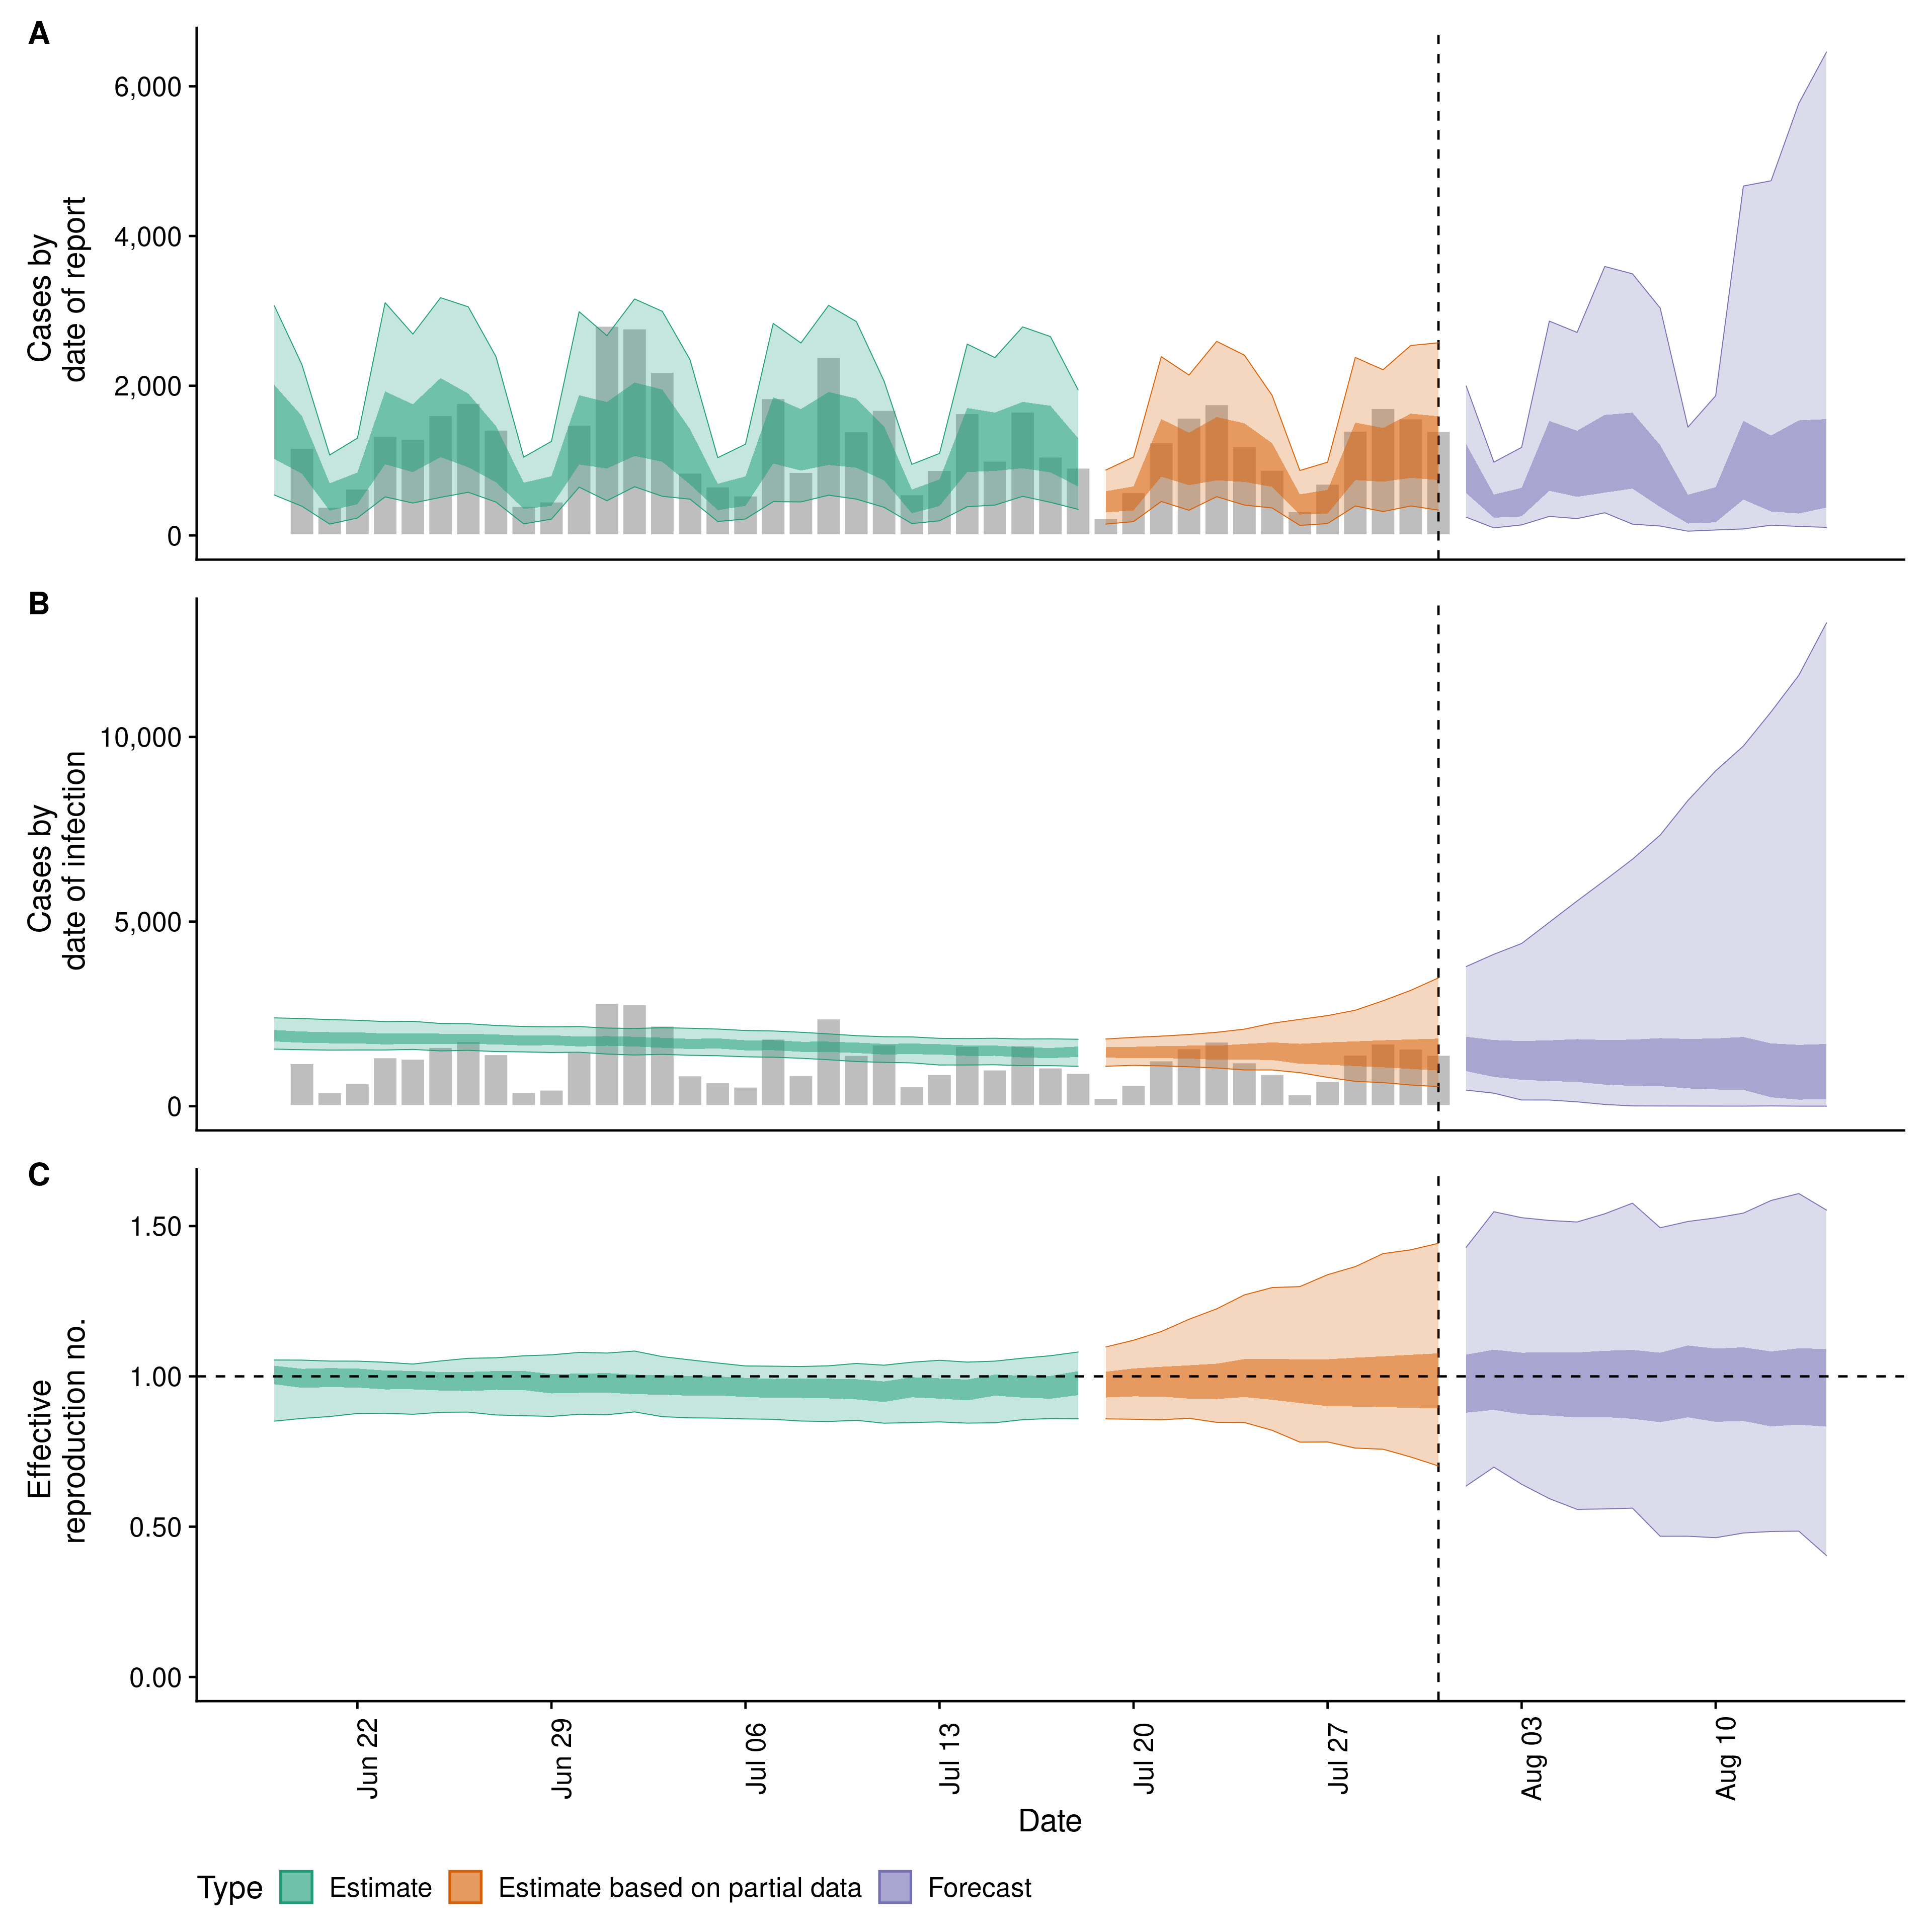 A
Cases by
date of report
6,000
4,000
2,000
0
B
Cases by
date of infection
10,000
5,000
0
C
Effective
reproduction no.
1.50
1.00
0.50
0.00
Jun 22
Jun 29
Jul 06
Jul 13
Jul 20
Jul 27
Aug 03
Aug 10
Date
Type Estimate Estimate based on partial data Forecast